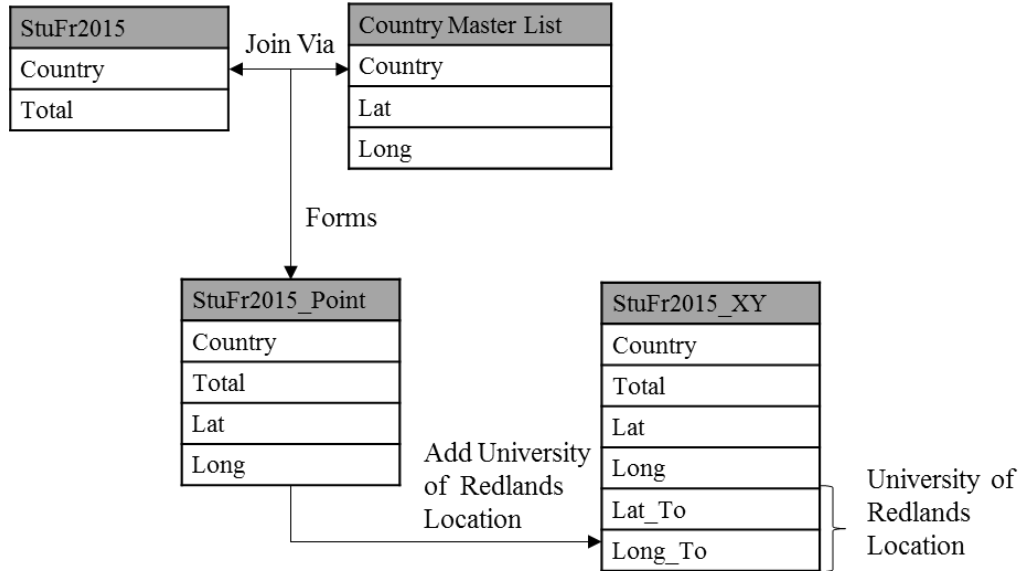 StuFr2015
Country
Total
Join Via
Country Master List
Country
Lat
Long
Forms
StuFr2015_Point
Country
Total
Lat
Long
Add University
of Redlands
Location
StuFr2015_XY
Country
Total
Lat
Long
Lat_To
Long_To
University of
Redlands
Location